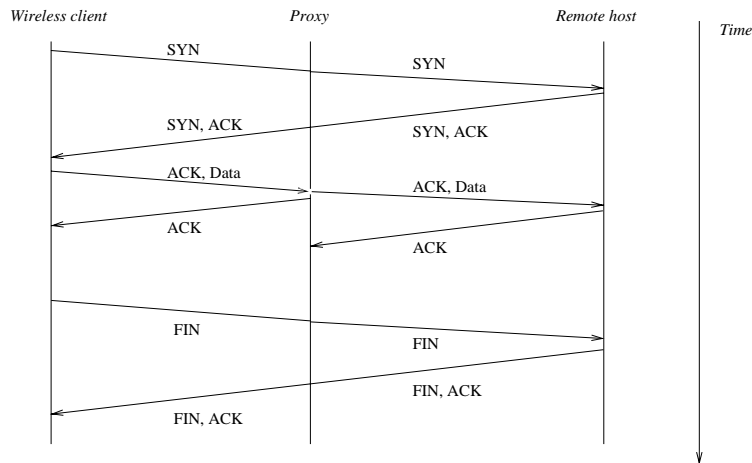 Wireless client
Proxy
Remote host
Time
SYN
SYN
SYN, ACK
SYN, ACK
ACK, Data
ACK, Data
ACK
ACK
FIN
FIN
FIN, ACK
FIN, ACK